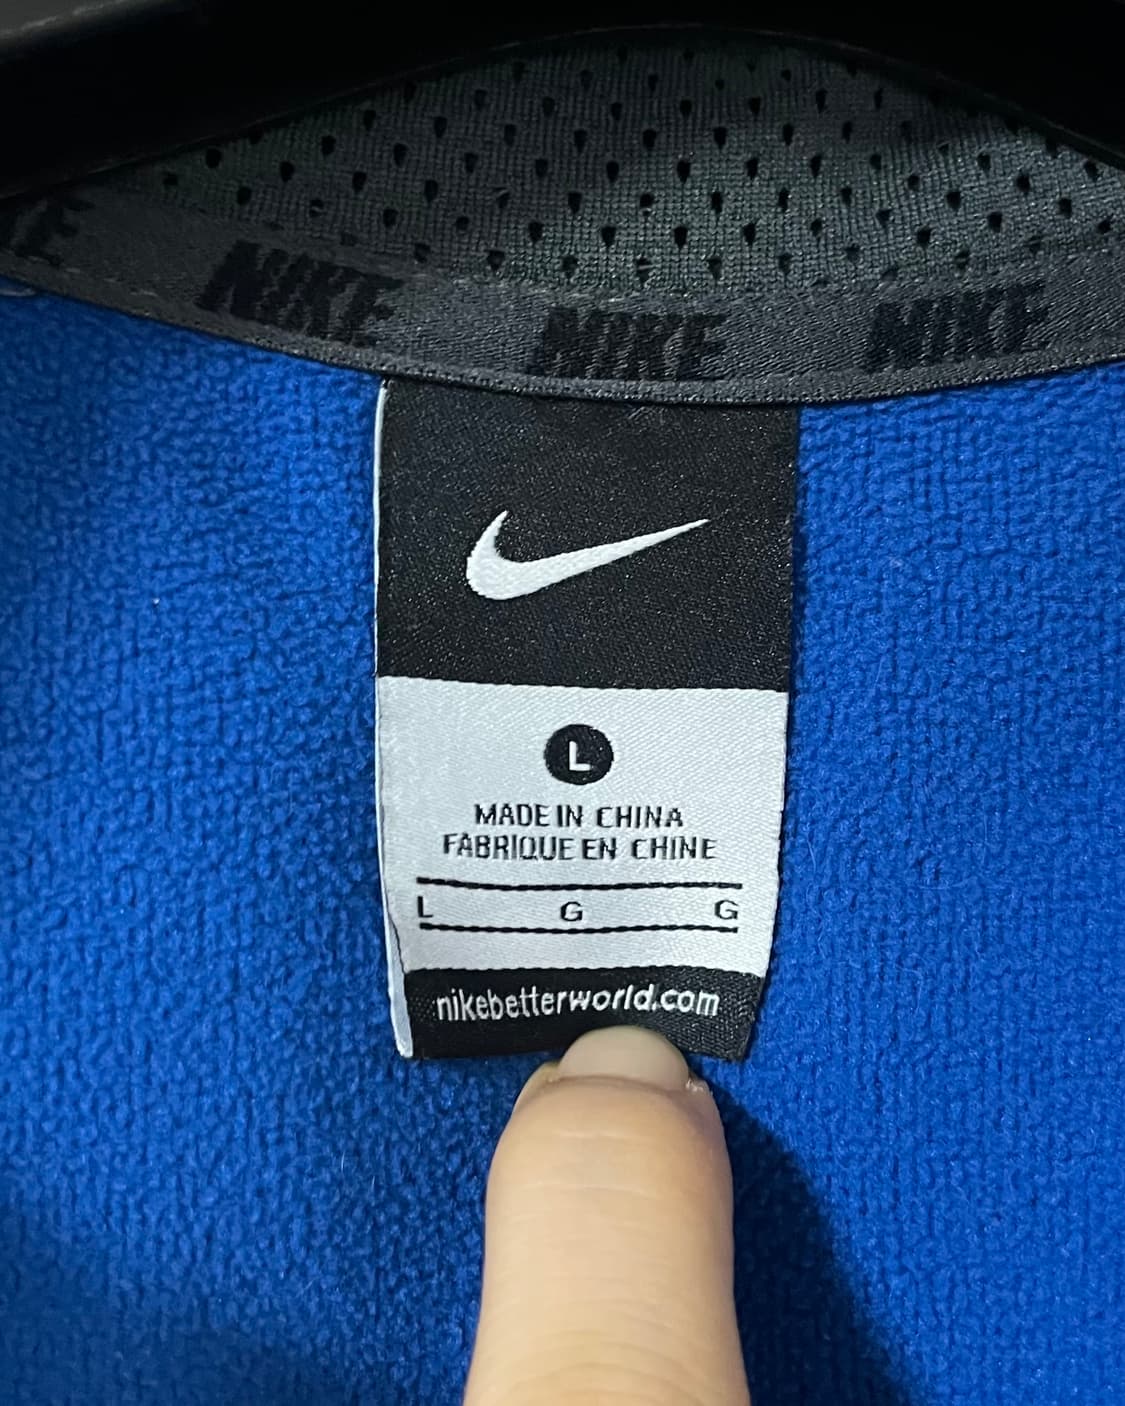 NIKE NIKE NIKE
L
MADE IN CHINA
FABRIQUE EN CHINE
L G G
nikebetterworld.com